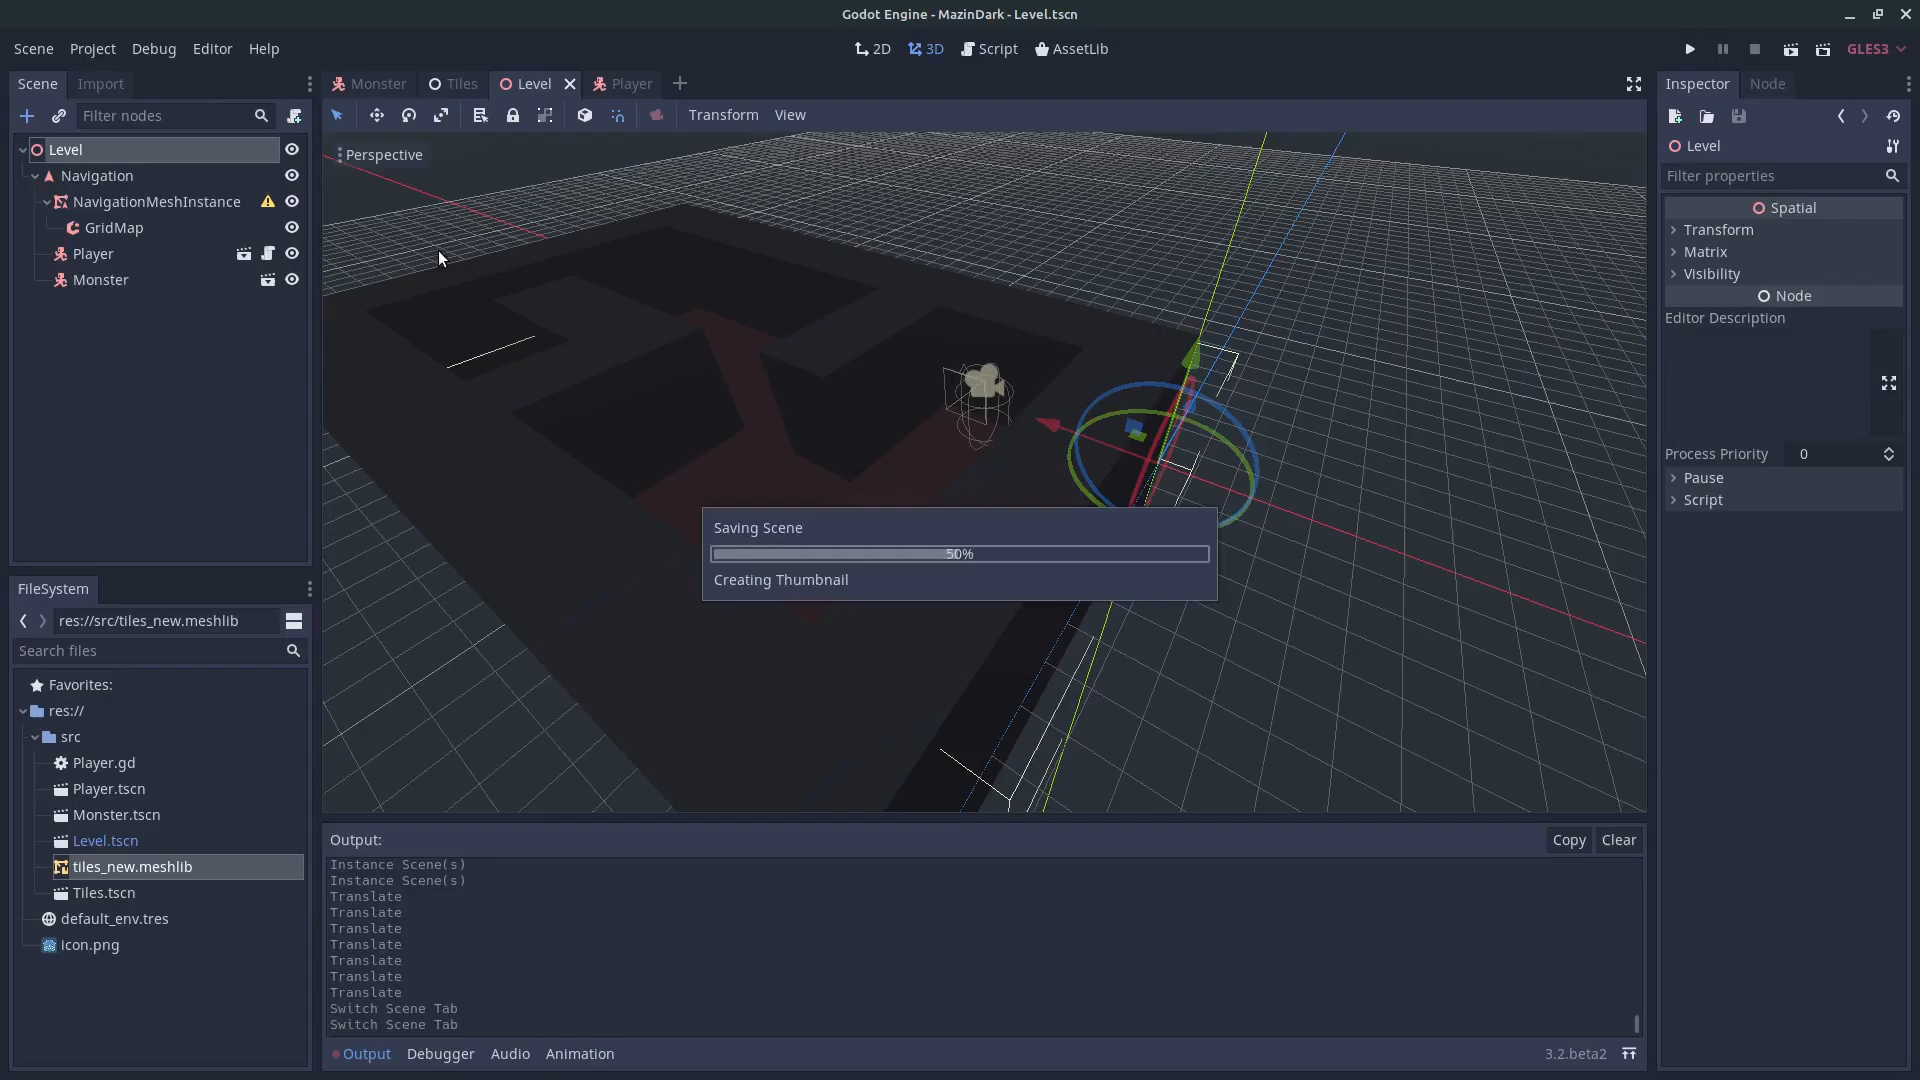 Godot Engine - MazinDark - Level.tscn
Scene Project Debug Editor Help
2D 3D Script AssetLib
GLES3
Scene Import
Filter nodes
Level
Navigation
NavigationMeshInstance
GridMap
Player
Monster
Monster Tiles Level Player
Transform View
Perspective
Saving Scene
50%
Creating Thumbnail
FileSystem
res://src/tiles_new.meshlib
Search files
Favorites:
res://
src
Player.gd
Player.tscn
Monster.tscn
Level.tscn
tiles_new.meshlib
Tiles.tscn
default_env.tres
icon.png
Output:
Copy Clear
Instance Scene(s)
Instance Scene(s)
Translate
Translate
Translate
Translate
Translate
Translate
Translate
Switch Scene Tab
Switch Scene Tab
Output Debugger Audio Animation
3.2.beta2
Inspector Node
Level
Filter properties
Spatial
Transform
Matrix
Visibility
Node
Editor Description
Process Priority 0
Pause
Script